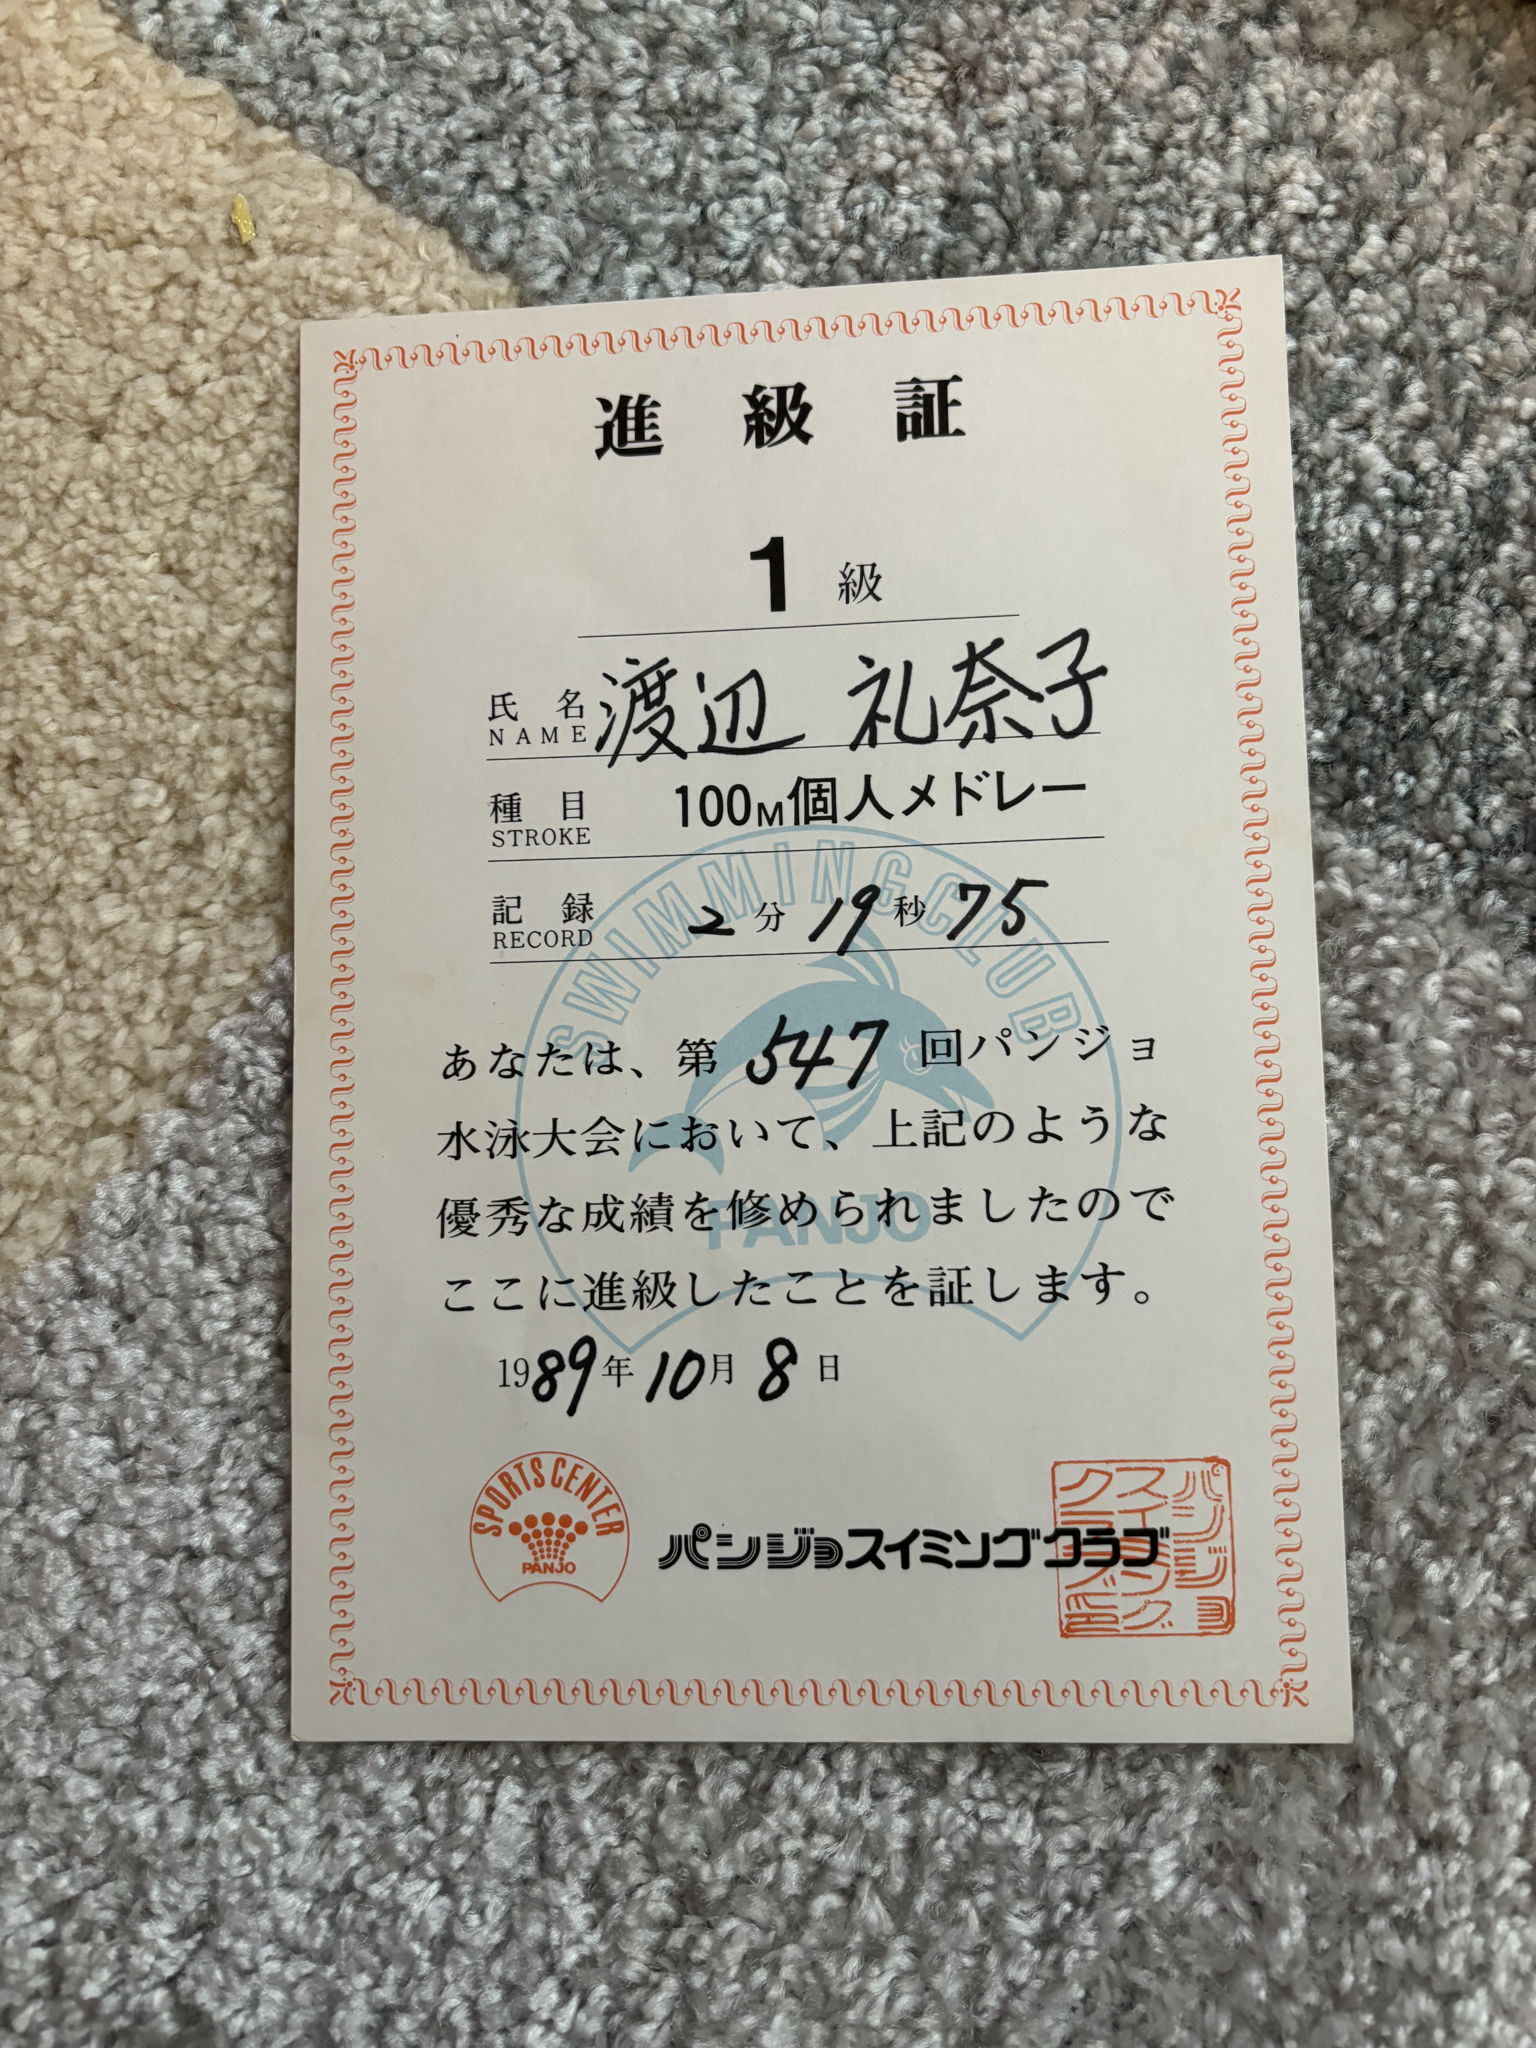 進級証
1 級
氏名 渡辺 礼奈子
NAME
種目 100M個人メドレー
STROKE
記録 2分19秒75
RECORD
SWIMMING CLUB
あなたは、第547回パンジョ
水泳大会において、上記のような
優秀な成績を修められましたので
PANJO
ここに進級したことを証します。
1989年10月8日
SPORTS CENTER
PANJO
パンジョスイミングクラブ
パンジョ
スイミング
クラブ